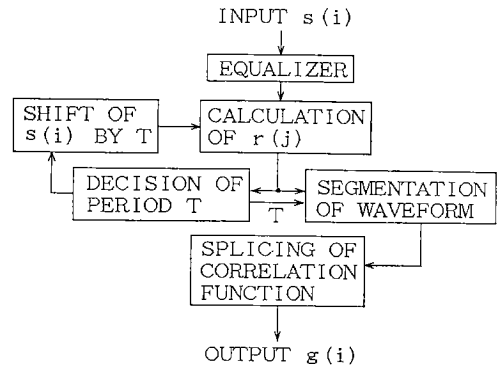 INPUT s(i)
EQUALIZER
SHIFT OF
s(i) BY T
CALCULATION
OF r(j)
DECISION OF
PERIOD T
T
SEGMENTATION
OF WAVEFORM
SPLICING OF
CORRELATION
FUNCTION
OUTPUT g(i)